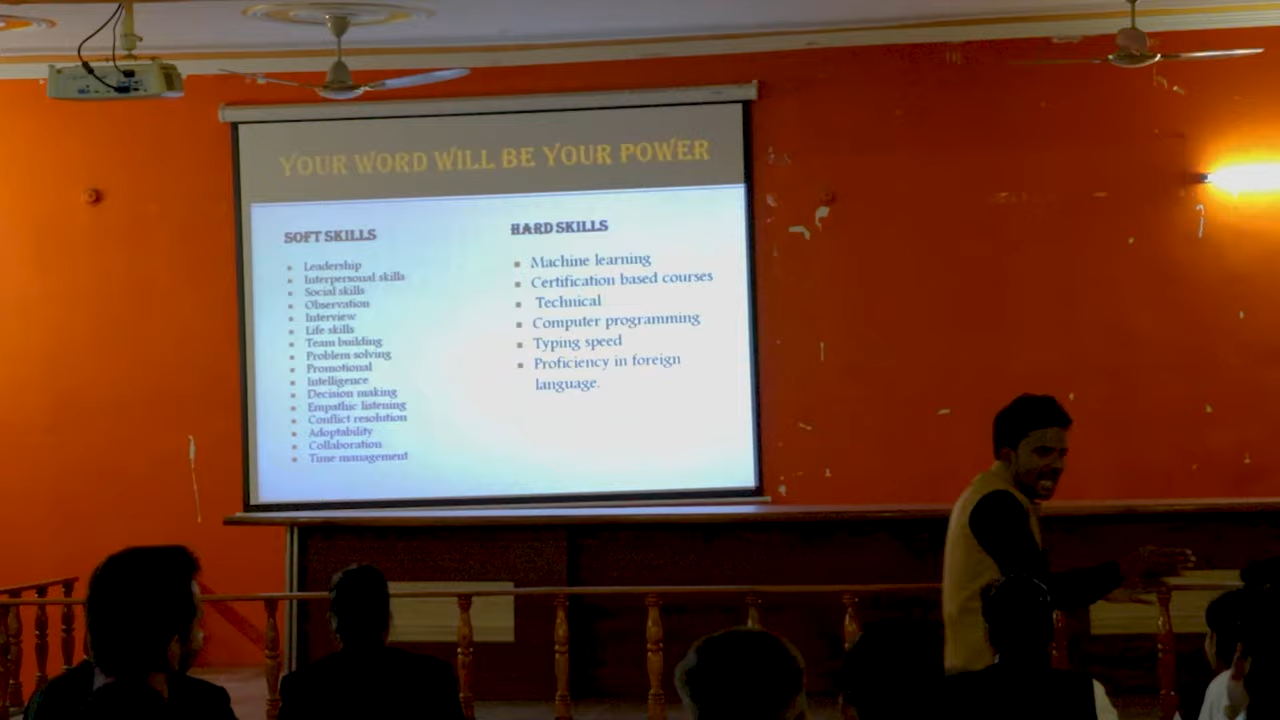 YOUR WORD WILL BE YOUR POWER
SOFT SKILLS
Leadership
Interpersonal skills
Social skills
Observation
Interview
Life skills
Team building
Problem solving
Promotional
Intelligence
Decision making
Empathic listening
Conflict resolution
Adoptability
Collaboration
Time management
HARD SKILLS
Machine learning
Certification based courses
Technical
Computer programming
Typing speed
Proficiency in foreign
language.